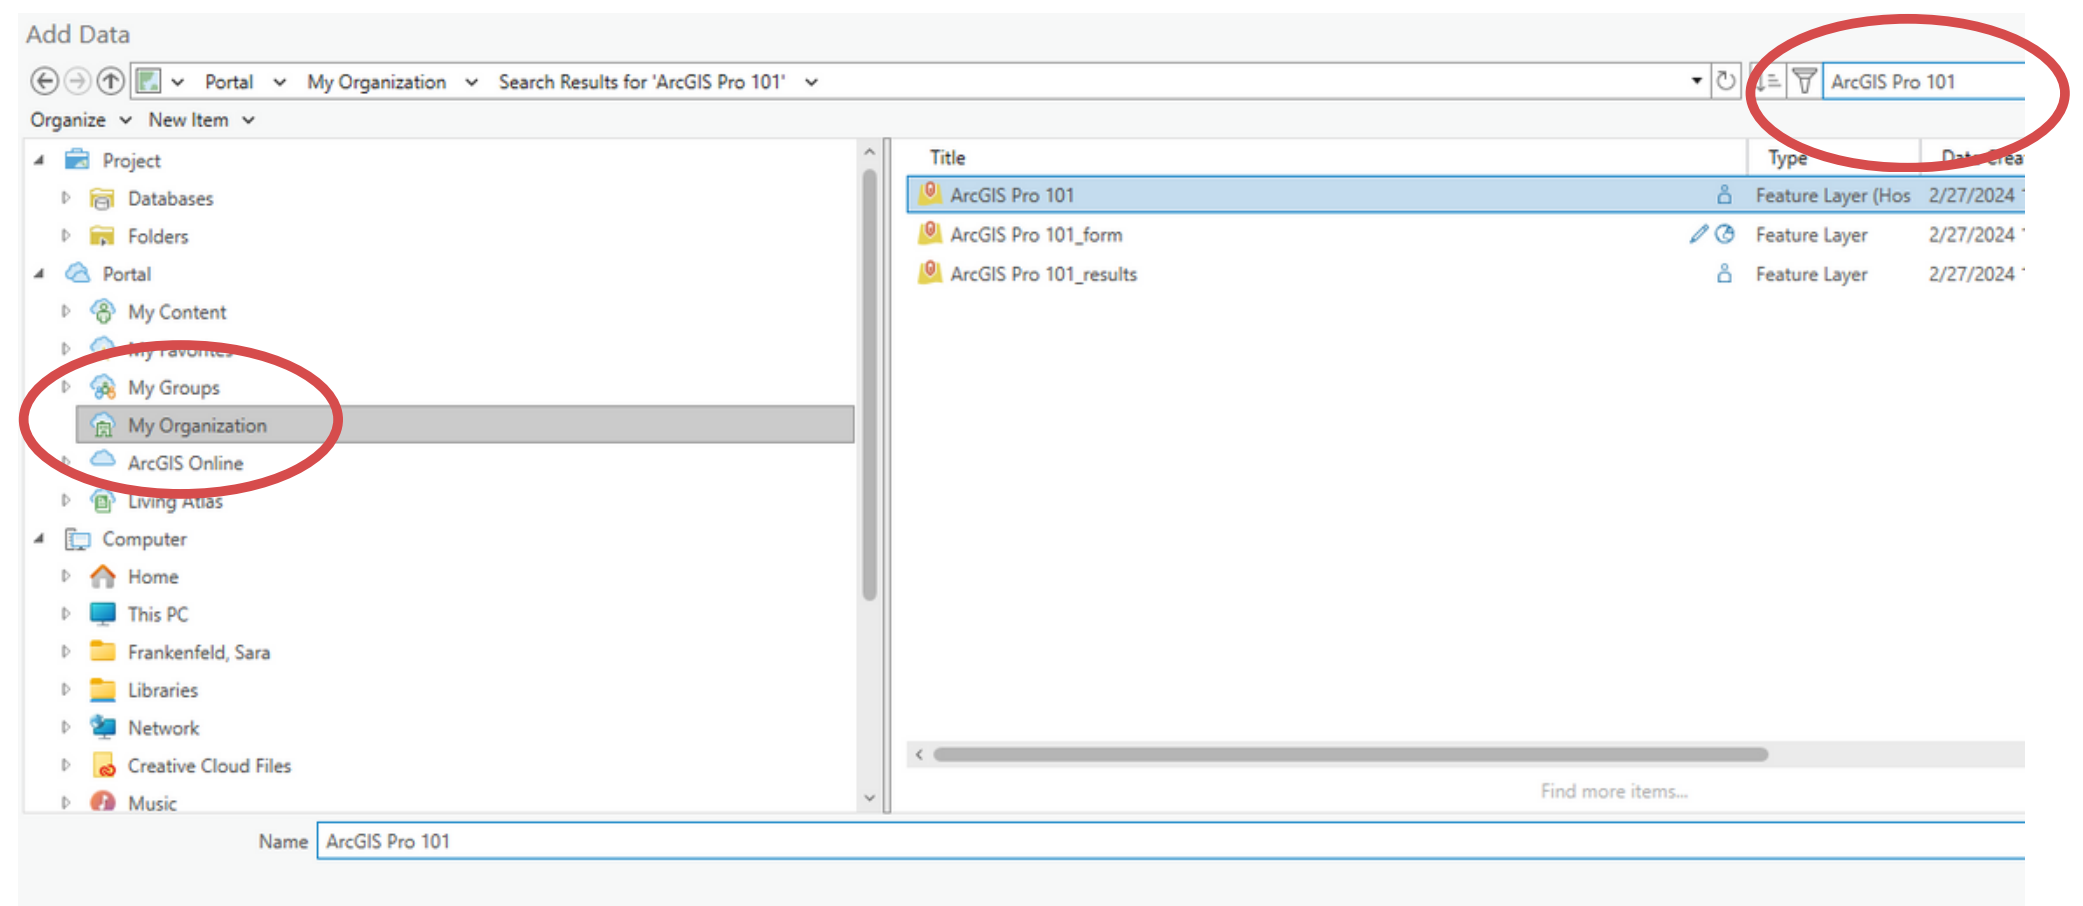 Add Data
Portal My Organization Search Results for 'ArcGIS Pro 101' ArcGIS Pro 101
Organize New Item
Project
Databases
Folders
Portal
My Content
My Favorites
My Groups
My Organization
ArcGIS Online
Living Atlas
Computer
Home
This PC
Frankenfeld, Sara
Libraries
Network
Creative Cloud Files
Music
Title Type Date Crea
ArcGIS Pro 101 Feature Layer (Hos 2/27/2024
ArcGIS Pro 101_form Feature Layer 2/27/2024
ArcGIS Pro 101_results Feature Layer 2/27/2024
Find more items...
Name ArcGIS Pro 101